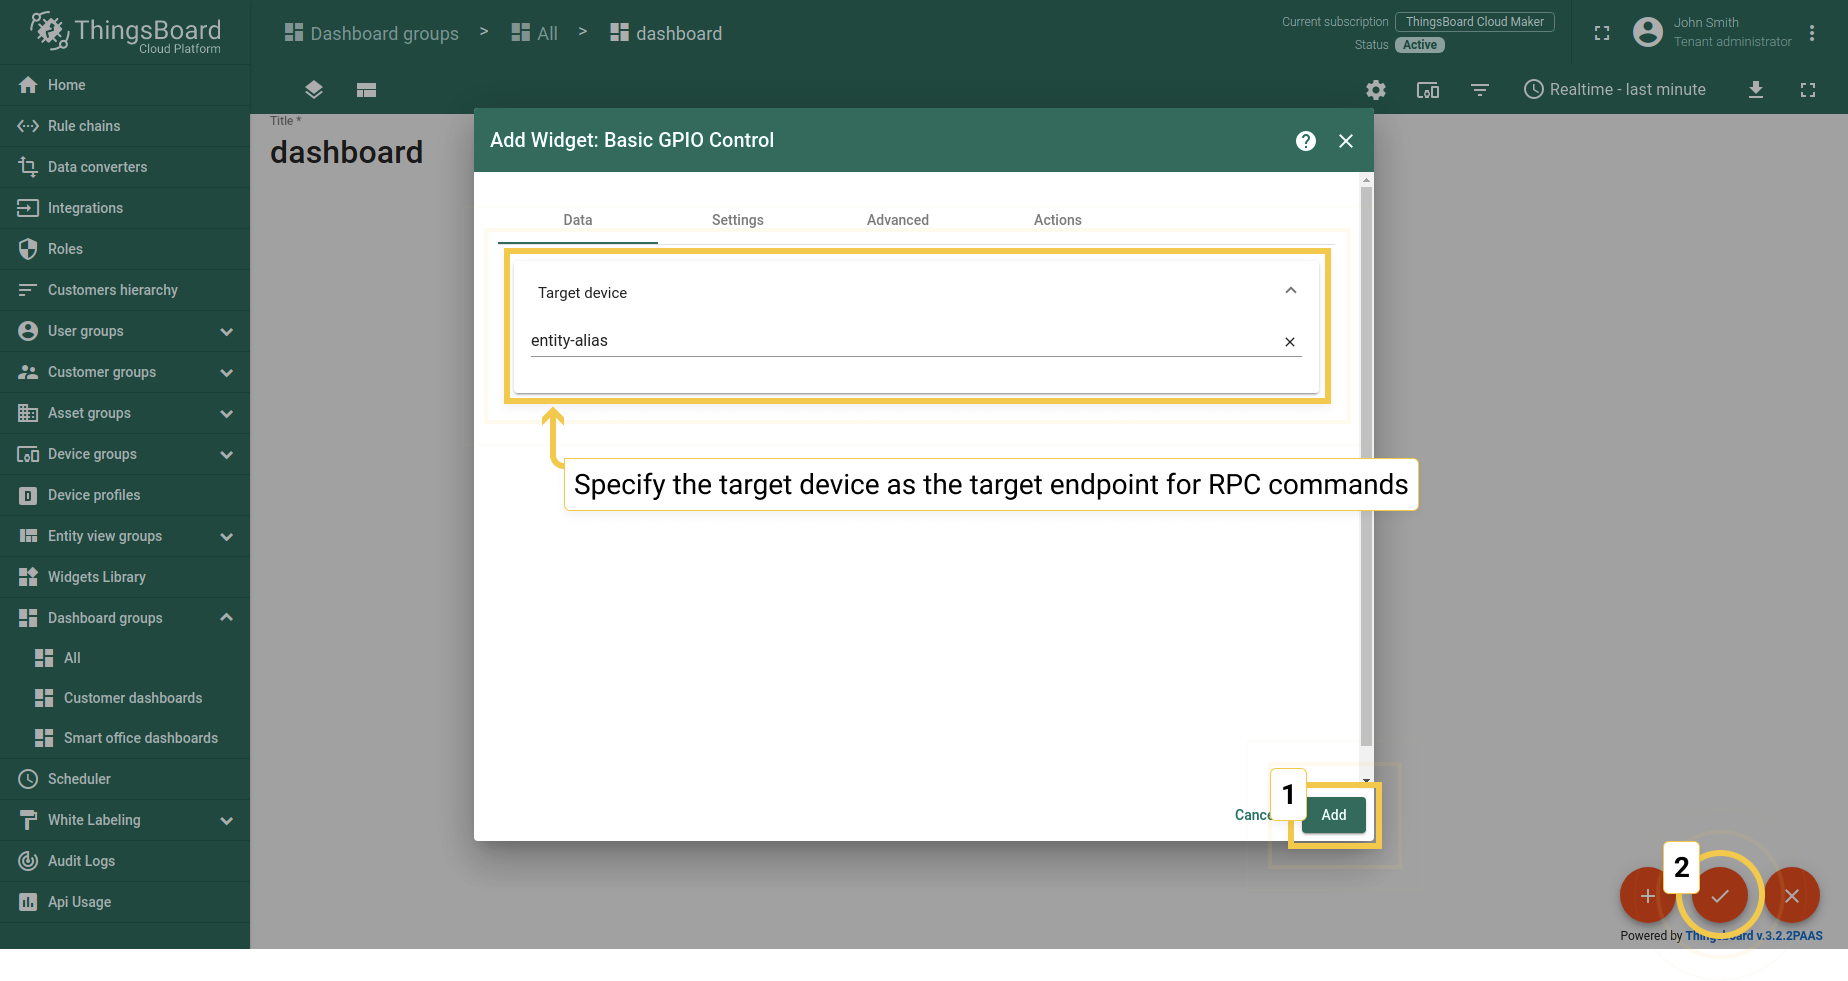 ThingsBoard
Cloud Platform
Dashboard groups > All > dashboard
Current subscription ThingsBoard Cloud Maker
Status Active
John Smith
Tenant administrator
Realtime - last minute
Home
Rule chains
Data converters
Integrations
Roles
Customers hierarchy
User groups
Customer groups
Asset groups
Device groups
Device profiles
Entity view groups
Widgets Library
Dashboard groups
All
Customer dashboards
Smart office dashboards
Scheduler
White Labeling
Audit Logs
Api Usage
Title *
dashboard
Add Widget: Basic GPIO Control
Data Settings Advanced Actions
Target device
entity-alias
Specify the target device as the target endpoint for RPC commands
1
Add
2
Powered by Thingsboard v.3.2.2PAAS